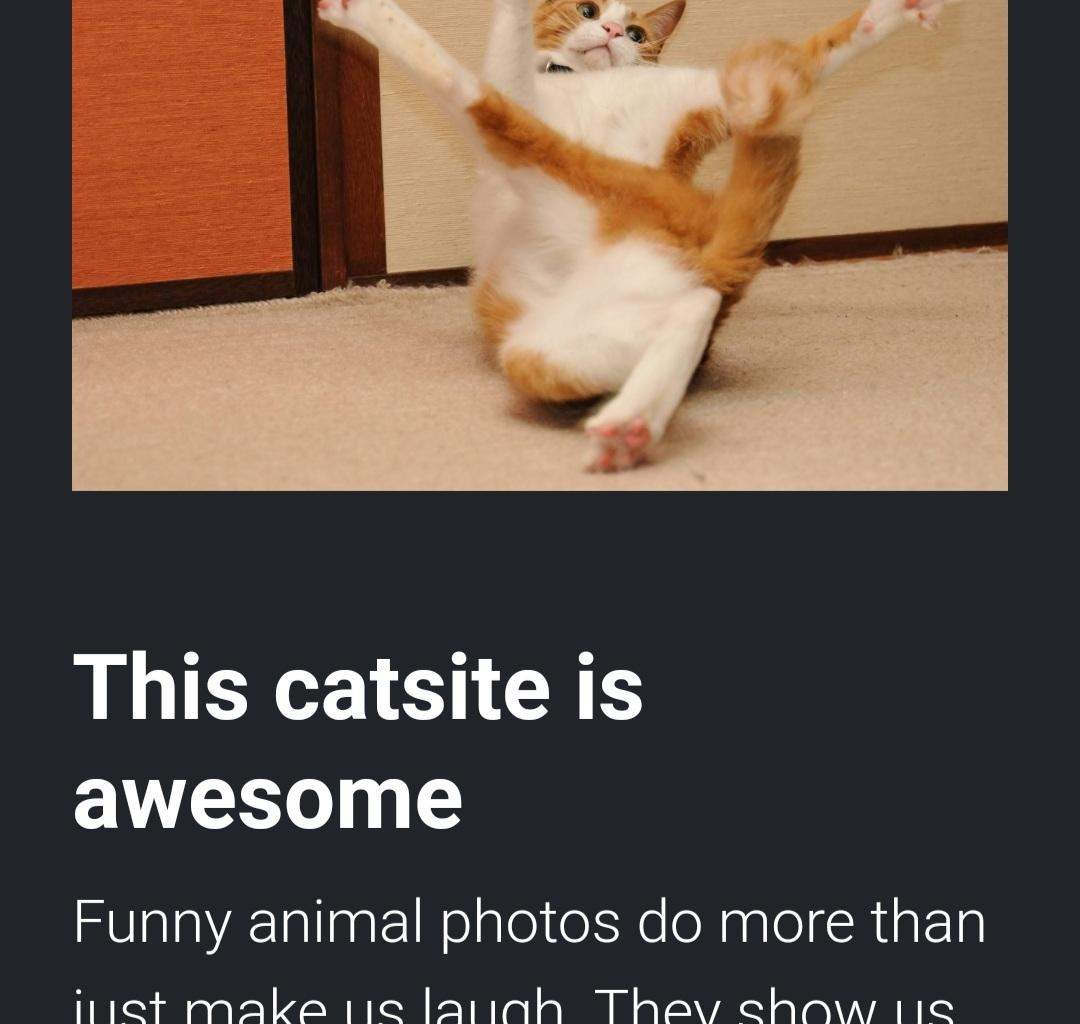 This catsite is
awesome
Funny animal photos do more than
just make us laugh. They show us